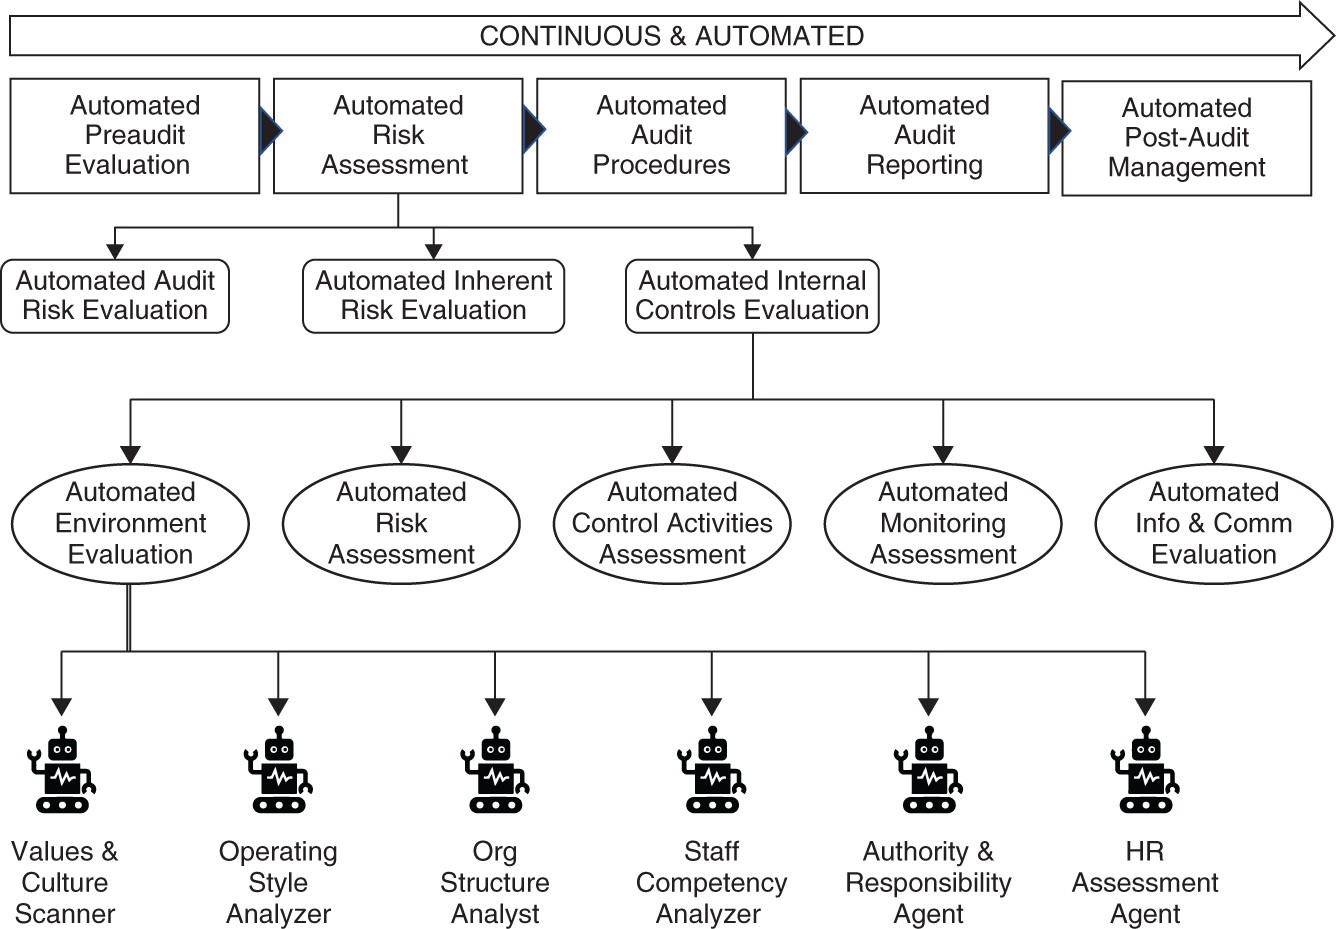 CONTINUOUS & AUTOMATED
Automated
Preaudit
Evaluation
Automated
Risk
Assessment
Automated
Audit
Procedures
Automated
Audit
Reporting
Automated
Post-Audit
Management
Automated Audit
Risk Evaluation
Automated Inherent
Risk Evaluation
Automated Internal
Controls Evaluation
Automated
Environment
Evaluation
Automated
Risk
Assessment
Automated
Control Activities
Assessment
Automated
Monitoring
Assessment
Automated
Info & Comm
Evaluation
Values &
Culture
Scanner
Operating
Style
Analyzer
Org
Structure
Analyst
Staff
Competency
Analyzer
Authority &
Responsibility
Agent
HR
Assessment
Agent